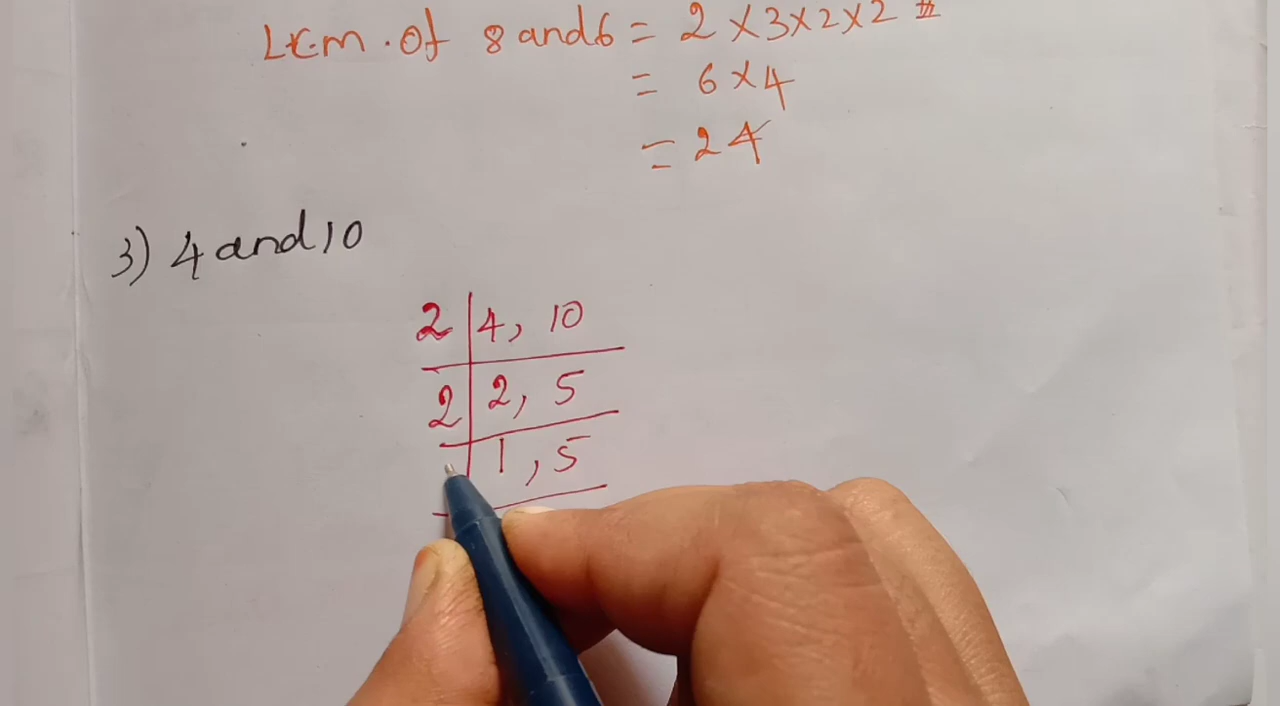 L.C.m. of 8 and 6 = 2 × 3 × 2 × 2
= 6 × 4
= 24
3) 4 and 10
2 | 4, 10
2 | 2, 5
1, 5